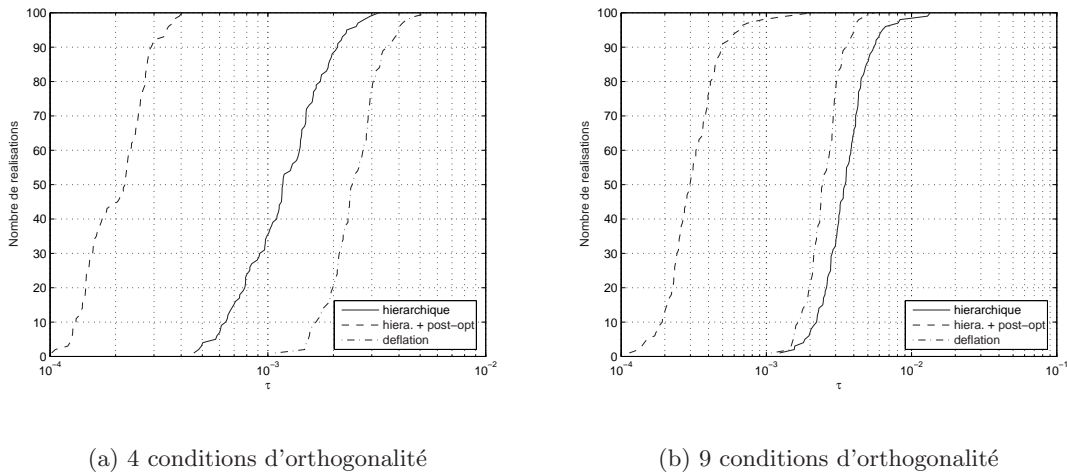 100
90
80
70
60
50
40
30
20
10
0
Nombre de realisations
10⁻⁴
10⁻³
10⁻²
τ
hierarchique
hiera. + post−opt
deflation
(a) 4 conditions d'orthogonalité
100
90
80
70
60
50
40
30
20
10
0
Nombre de realisations
10⁻⁴
10⁻³
10⁻²
10⁻¹
τ
hierarchique
hiera. + post−opt
deflation
(b) 9 conditions d'orthogonalité